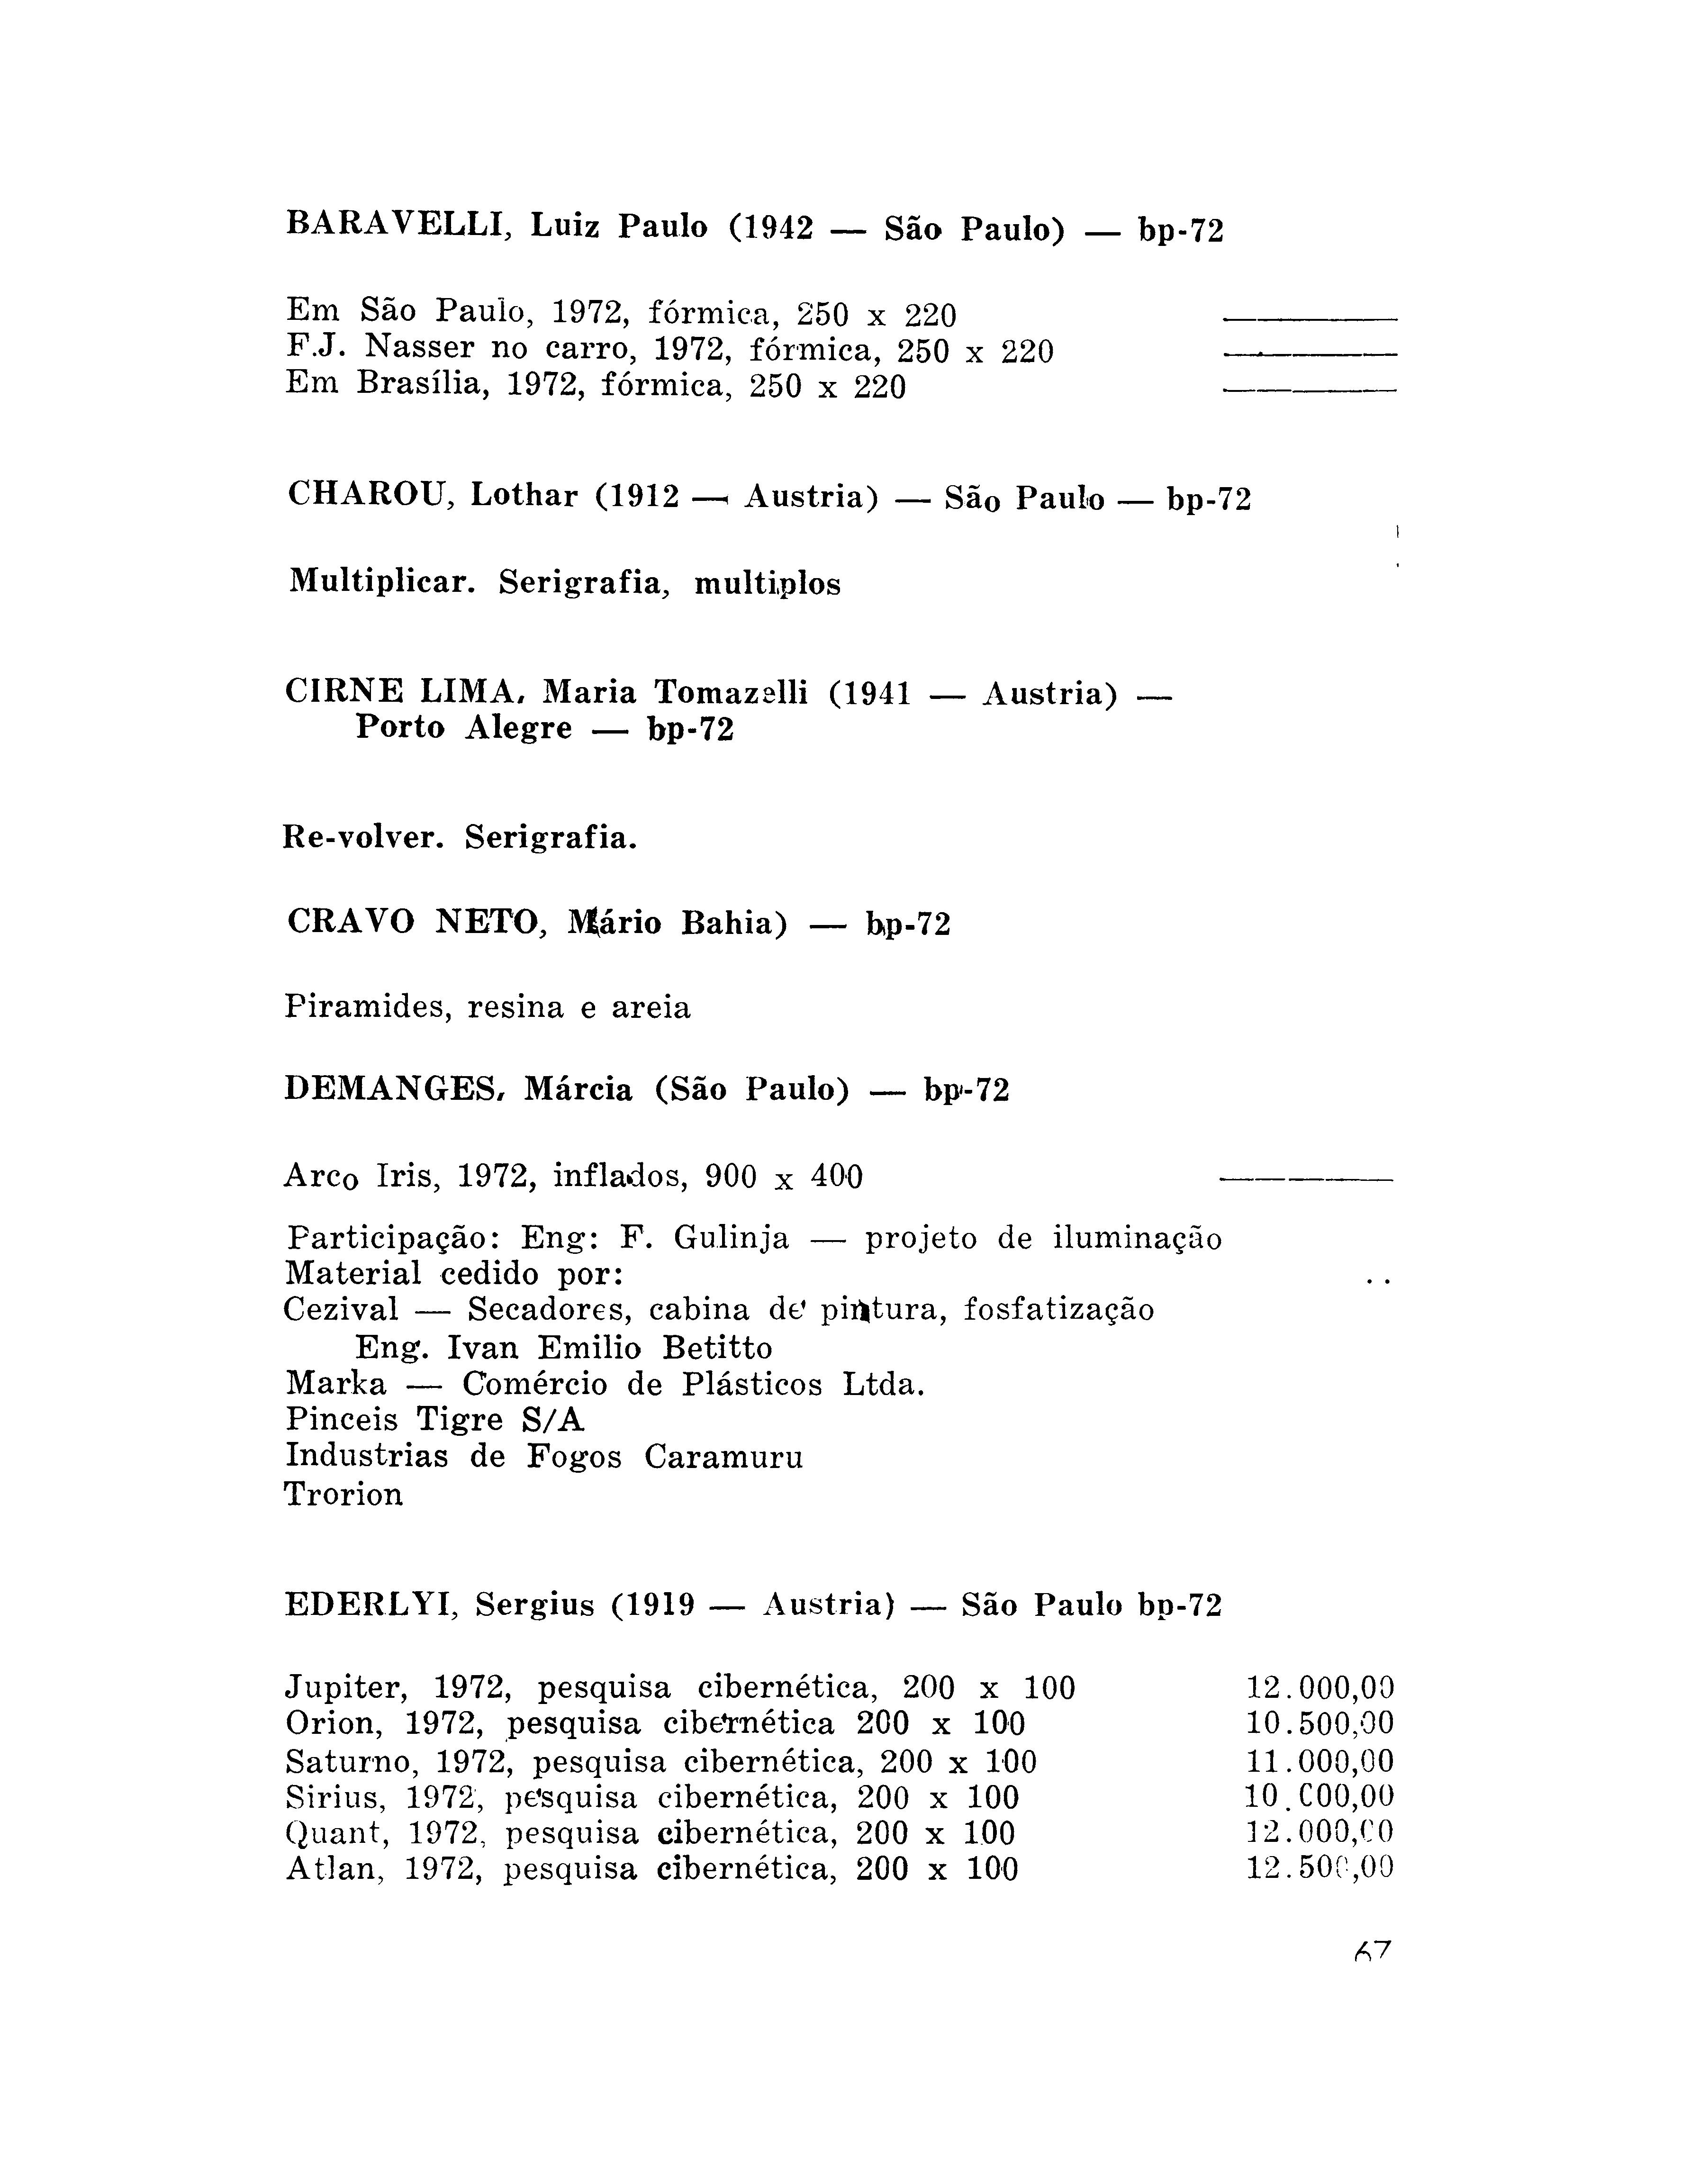 BARAVELLI, Luiz Paulo (1942 — São Paulo) — bp-72
Em São Paulo, 1972, fórmica, 250 x 220 —————
F.J. Nasser no carro, 1972, fórmica, 250 x 220 —————
Em Brasília, 1972, fórmica, 250 x 220 —————
CHAROU, Lothar (1912 — Austria) — São Paulo — bp-72
Multiplicar. Serigrafia, multiplos
CIRNE LIMA, Maria Tomazelli (1941 — Austria) —
Porto Alegre — bp-72
Re-volver. Serigrafia.
CRAVO NETO, Mário Bahia) — bp-72
Piramides, resina e areia
DEMANGES, Márcia (São Paulo) — bp-72
Arco Iris, 1972, inflados, 900 x 400 —————
Participação: Eng: F. Gulinja — projeto de iluminação
Material cedido por: ..
Cezival — Secadores, cabina de pintura, fosfatização
Eng. Ivan Emilio Betitto
Marka — Comércio de Plásticos Ltda.
Pinceis Tigre S/A
Industrias de Fogos Caramuru
Trorion
EDERLYI, Sergius (1919 — Austria) — São Paulo bp-72
Jupiter, 1972, pesquisa cibernética, 200 x 100 12.000,00
Orion, 1972, pesquisa cibernética 200 x 100 10.500,00
Saturno, 1972, pesquisa cibernética, 200 x 100 11.000,00
Sirius, 1972, pesquisa cibernética, 200 x 100 10.000,00
Quant, 1972, pesquisa cibernética, 200 x 100 12.000,00
Atlan, 1972, pesquisa cibernética, 200 x 100 12.500,00
67